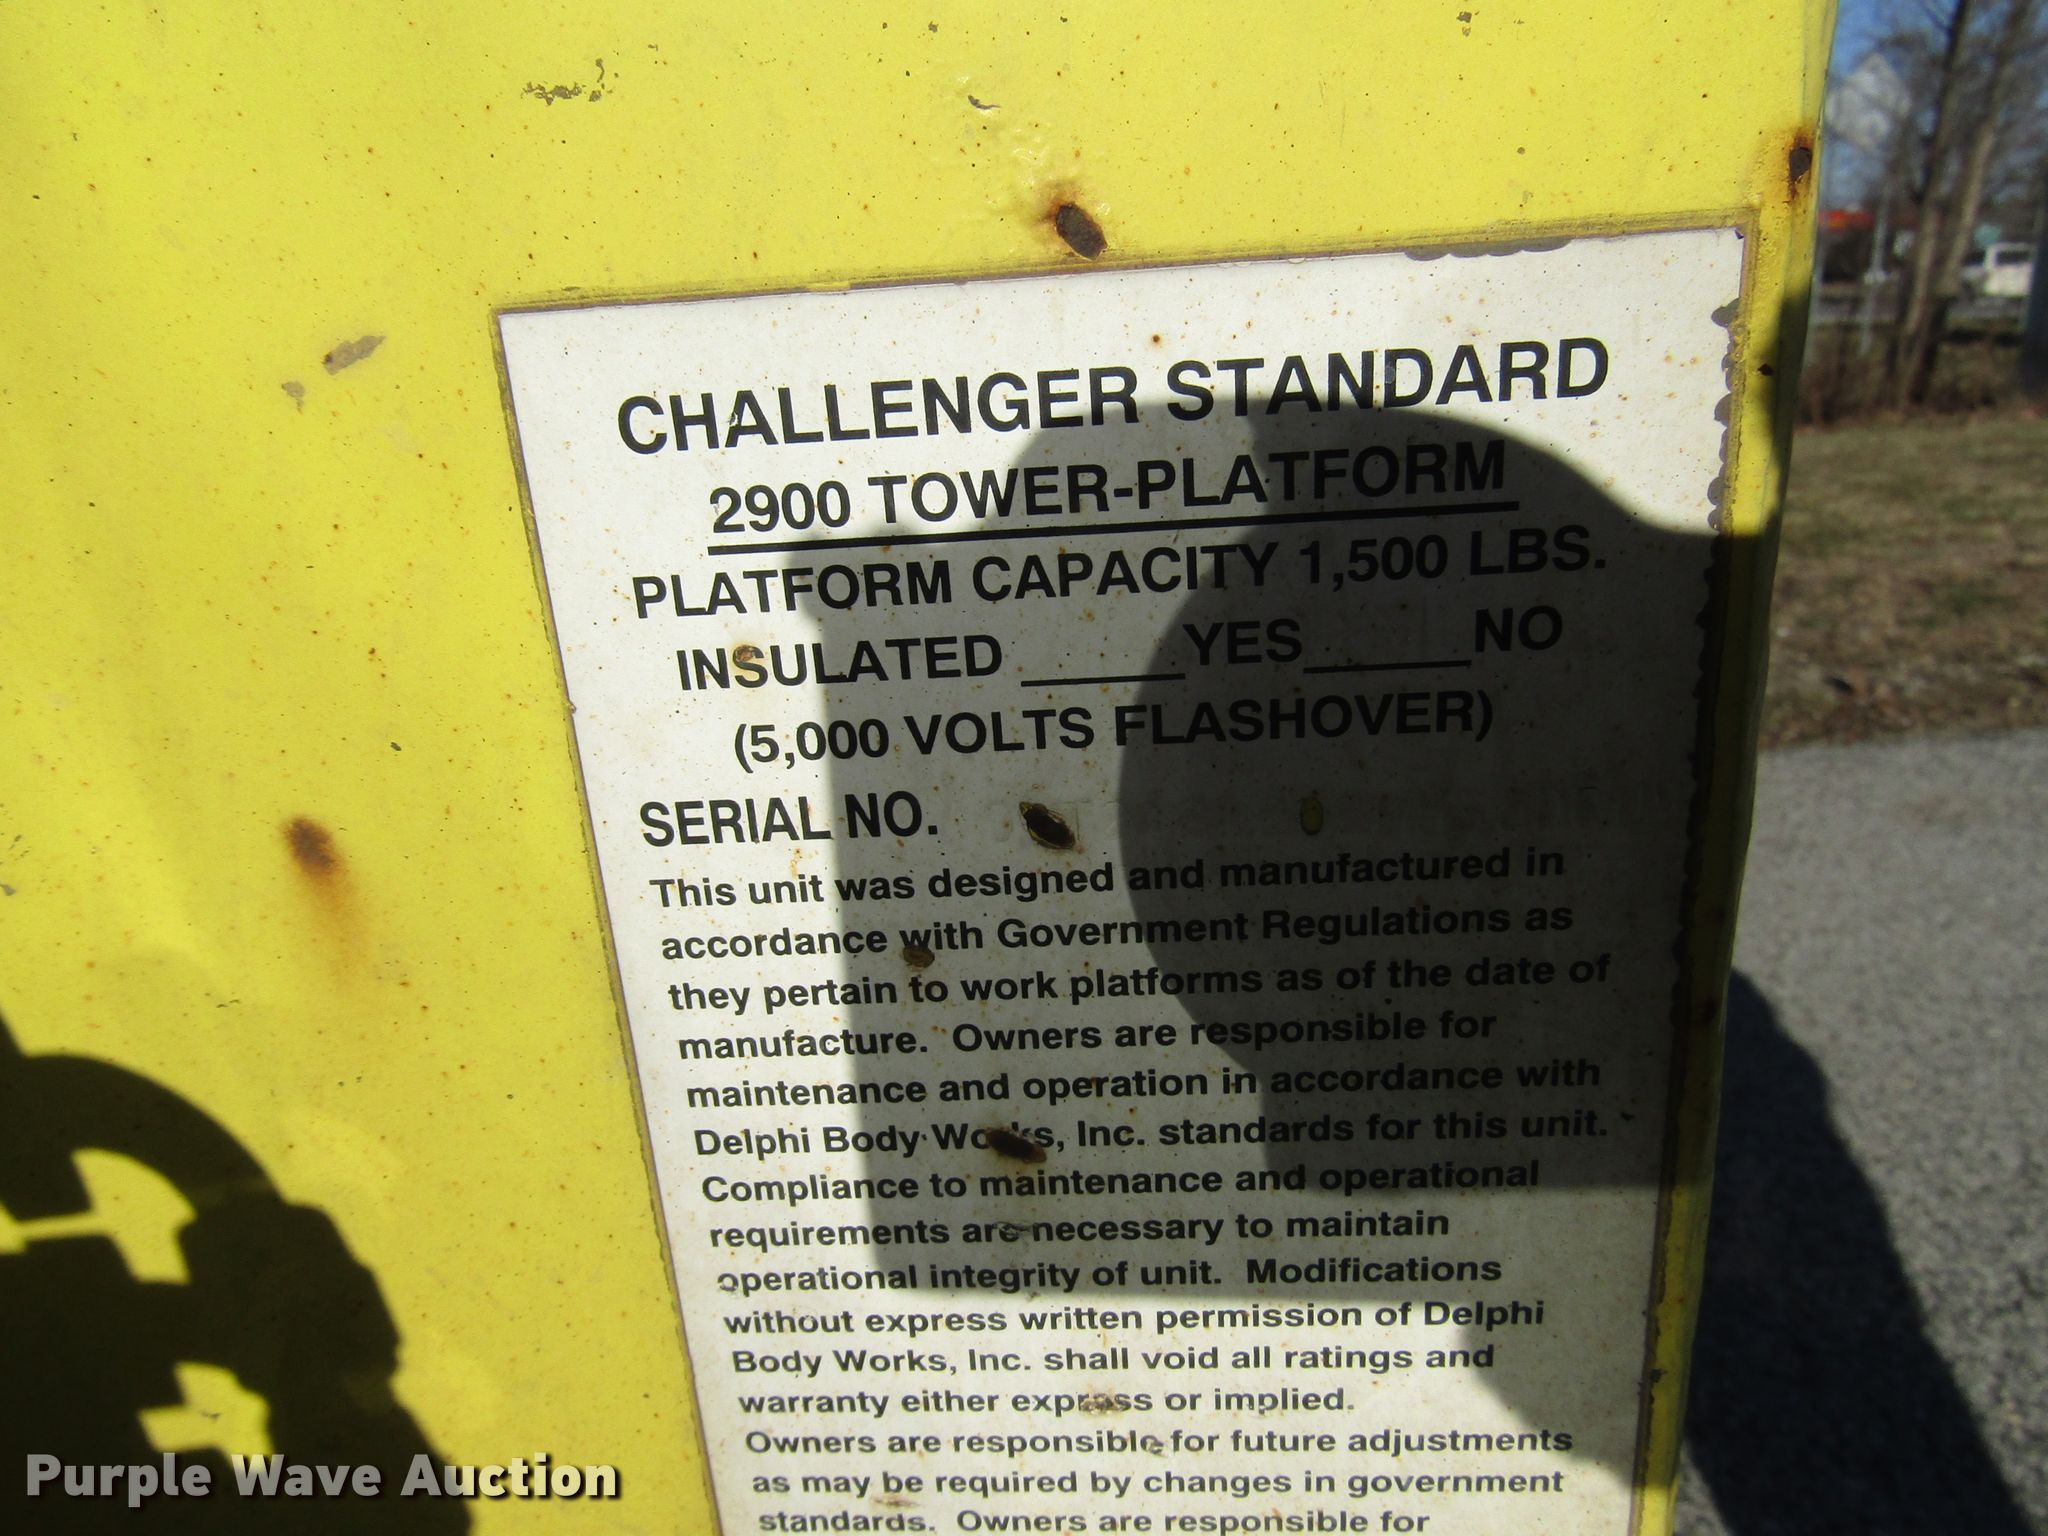 CHALLENGER STANDARD
2900 TOWER-PLATFORM
PLATFORM CAPACITY 1,500 LBS.
INSULATED _____YES_____NO
(5,000 VOLTS FLASHOVER)
SERIAL NO.
This unit was designed and manufactured in
accordance with Government Regulations as
they pertain to work platforms as of the date of
manufacture. Owners are responsible for
maintenance and operation in accordance with
Delphi Body Works, Inc. standards for this unit.
Compliance to maintenance and operational
requirements are necessary to maintain
operational integrity of unit. Modifications
without express written permission of Delphi
Body Works, Inc. shall void all ratings and
warranty either express or implied.
Owners are responsible for future adjustments
as may be required by changes in government
standards. Owners are responsible for
Purple Wave Auction